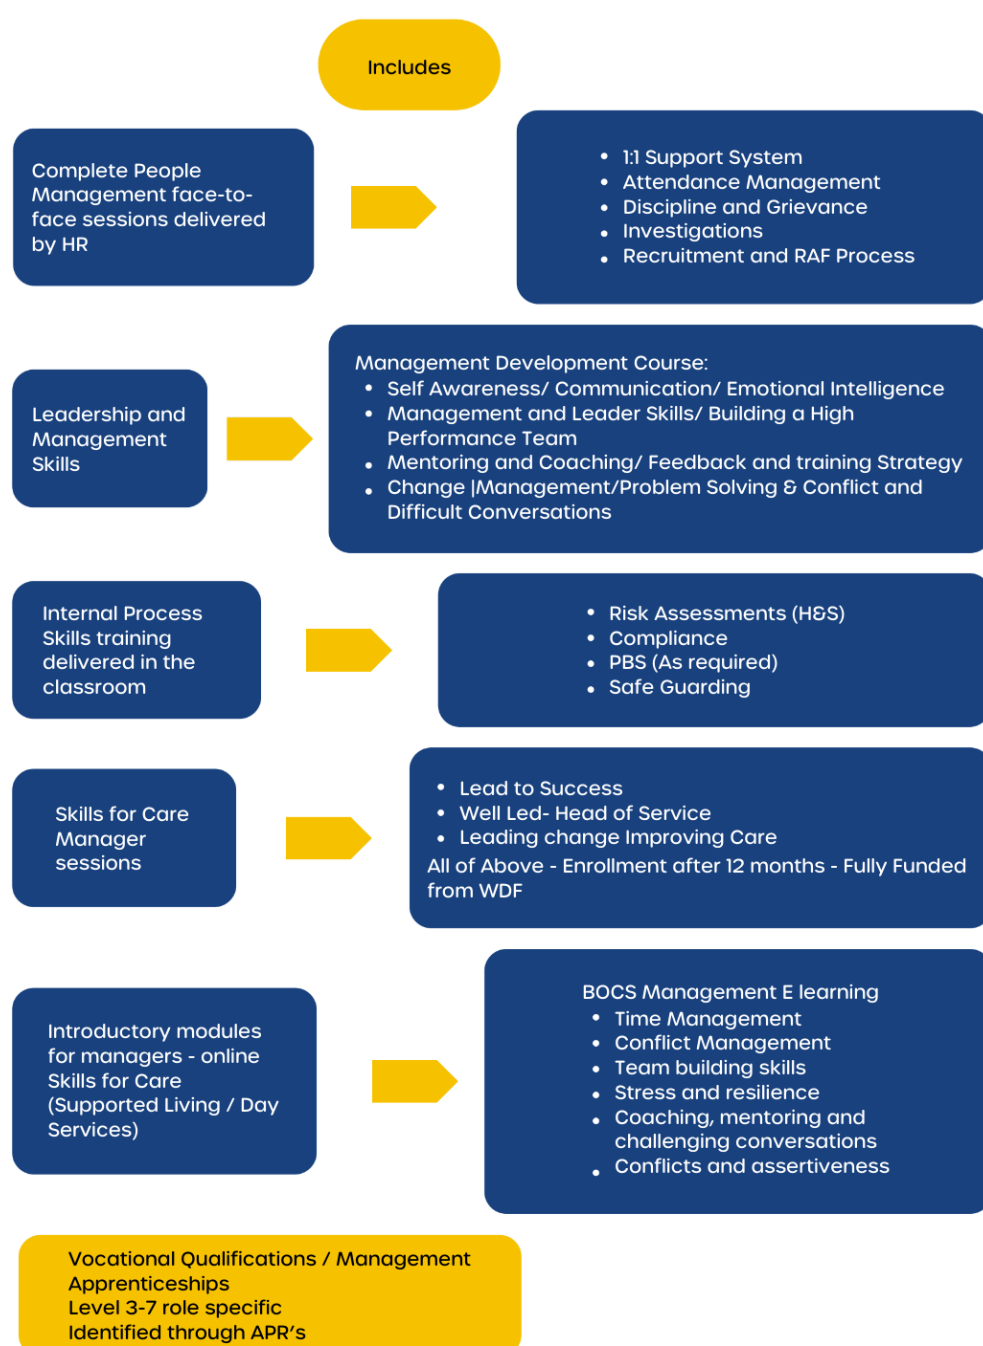 Includes
Complete People
Management face-to-
face sessions delivered
by HR
• 1:1 Support System
• Attendance Management
• Discipline and Grievance
• Investigations
• Recruitment and RAF Process
Leadership and
Management
Skills
Management Development Course:
• Self Awareness/ Communication/ Emotional Intelligence
• Management and Leader Skills/ Building a High
Performance Team
• Mentoring and Coaching/ Feedback and training Strategy
• Change |Management/Problem Solving & Conflict and
Difficult Conversations
Internal Process
Skills training
delivered in the
classroom
• Risk Assessments (H&S)
• Compliance
• PBS (As required)
• Safe Guarding
Skills for Care
Manager
sessions
• Lead to Success
• Well Led- Head of Service
• Leading change Improving Care
All of Above - Enrollment after 12 months - Fully Funded
from WDF
Introductory modules
for managers - online
Skills for Care
(Supported Living / Day
Services)
BOCS Management E learning
• Time Management
• Conflict Management
• Team building skills
• Stress and resilience
• Coaching, mentoring and
challenging conversations
• Conflicts and assertiveness
Vocational Qualifications / Management
Apprenticeships
Level 3-7 role specific
Identified through APR's